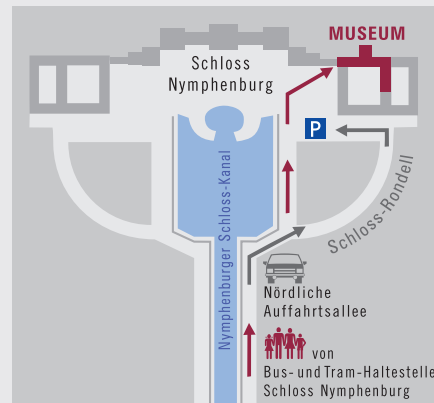 MUSEUM
Schloss
Nymphenburg
P
Nymphenburger Schloss-Kanal
Schloss-Rondell
Nördliche
Auffahrtsallee
von
Bus- und Tram-Haltestelle
Schloss Nymphenburg